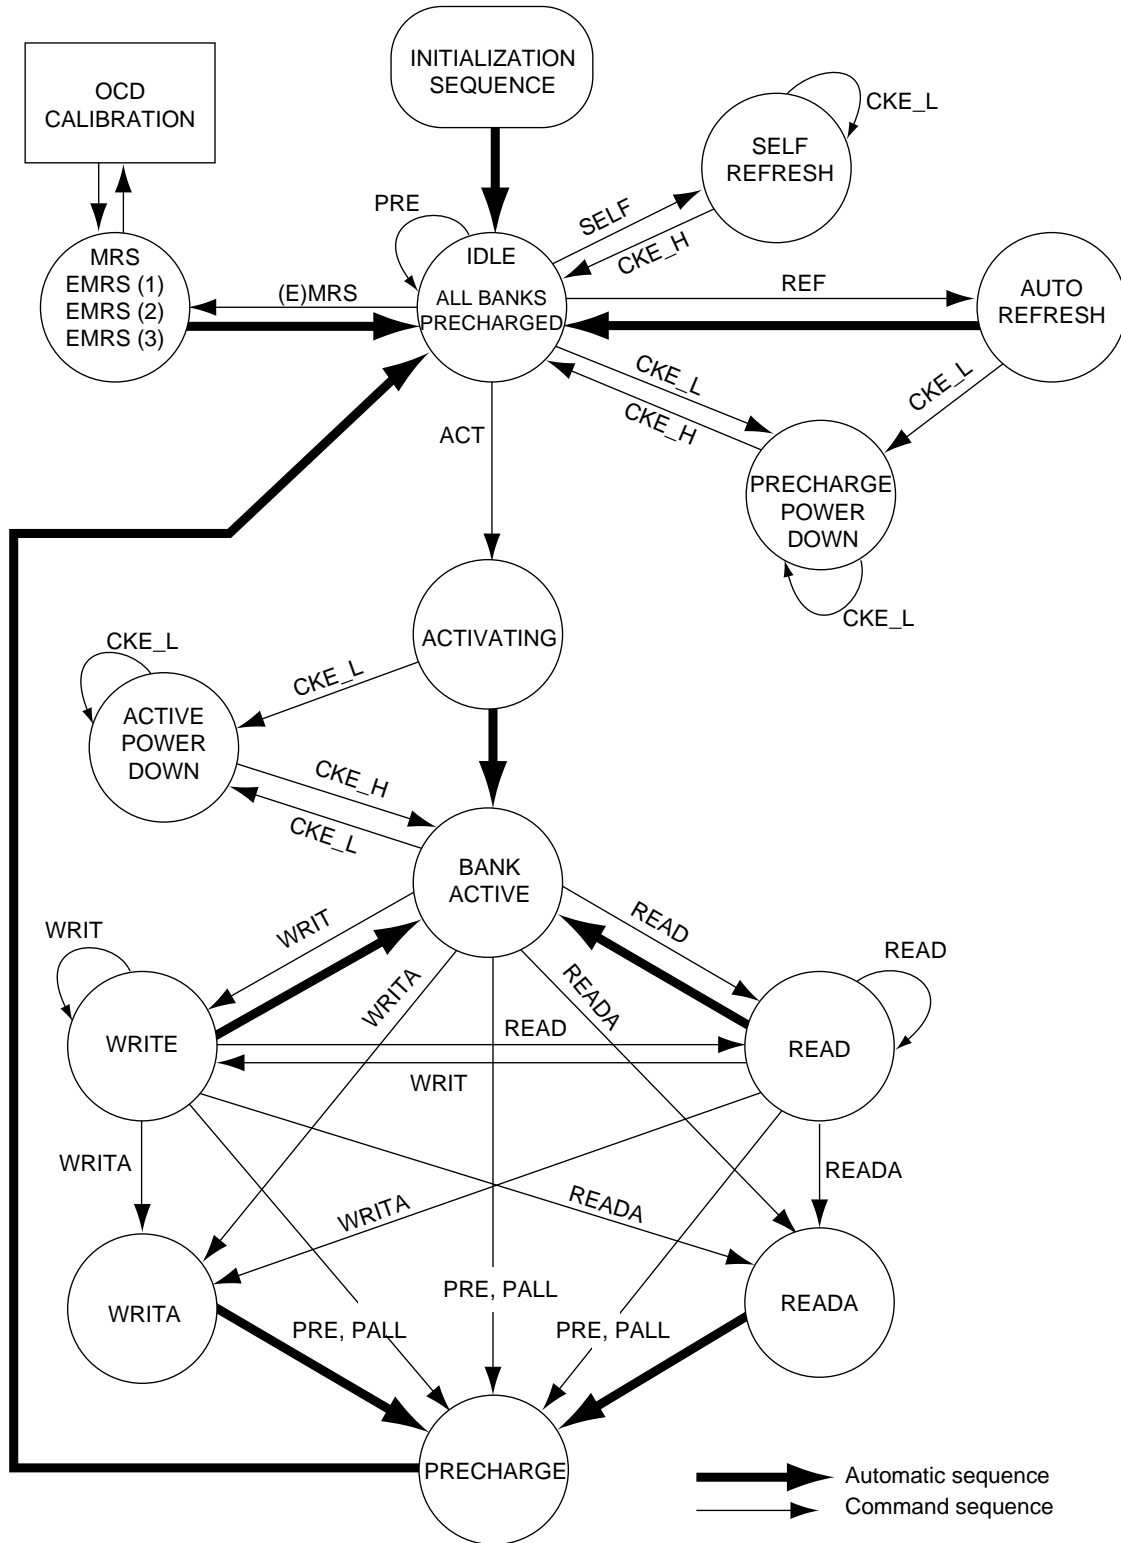 INITIALIZATION
SEQUENCE
OCD
CALIBRATION
CKE_L
SELF
REFRESH
PRE
SELF
CKE_H
IDLE
ALL BANKS
PRECHARGED
MRS
EMRS (1)
EMRS (2)
EMRS (3)
(E)MRS
REF
AUTO
REFRESH
CKE_L
CKE_H
CKE_L
ACT
PRECHARGE
POWER
DOWN
CKE_L
ACTIVATING
CKE_L
CKE_L
ACTIVE
POWER
DOWN
CKE_H
CKE_L
BANK
ACTIVE
WRIT
WRIT
READ
READ
WRITA
READA
WRITE
READ
WRIT
READ
WRITA
WRITA
READA
READA
WRITA
PRE, PALL
PRE, PALL
PRE, PALL
READA
PRECHARGE
Automatic sequence
Command sequence